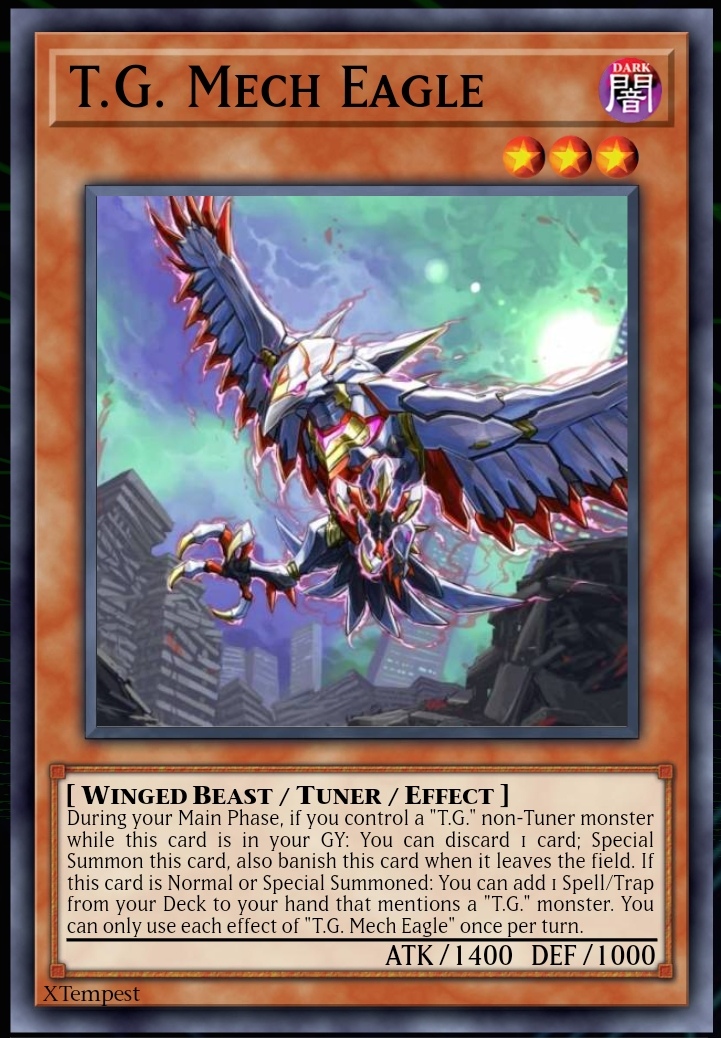 T.G. Mech Eagle
DARK
闇
[ Winged Beast / Tuner / Effect ]
During your Main Phase, if you control a "T.G." non-Tuner monster
while this card is in your GY: You can discard 1 card; Special
Summon this card, also banish this card when it leaves the field. If
this card is Normal or Special Summoned: You can add 1 Spell/Trap
from your Deck to your hand that mentions a "T.G." monster. You
can only use each effect of "T.G. Mech Eagle" once per turn.
ATK/1400 DEF/1000
XTempest